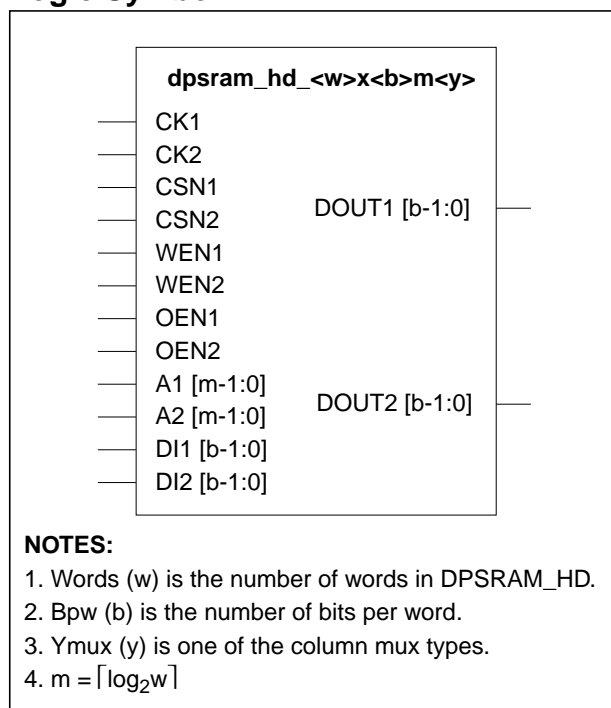 dpsram_hd_<w>x<b>m<y>
CK1
CK2
CSN1
CSN2
WEN1
WEN2
OEN1
OEN2
A1 [m-1:0]
A2 [m-1:0]
DI1 [b-1:0]
DI2 [b-1:0]
DOUT1 [b-1:0]
DOUT2 [b-1:0]
NOTES:
1. Words (w) is the number of words in DPSRAM_HD.
2. Bpw (b) is the number of bits per word.
3. Ymux (y) is one of the column mux types.
4. m = ⌈log₂w⌉